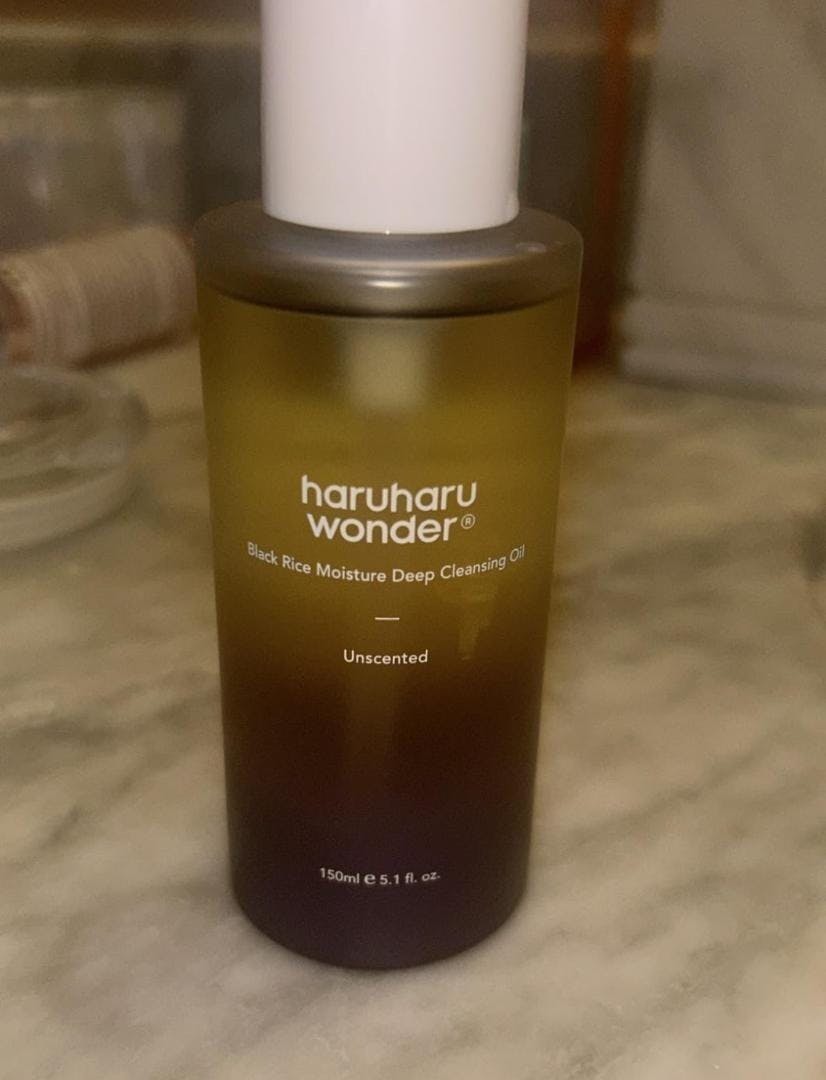 haruharu
wonder®
Black Rice Moisture Deep Cleansing Oil
—
Unscented
150ml ℮ 5.1 fl. oz.